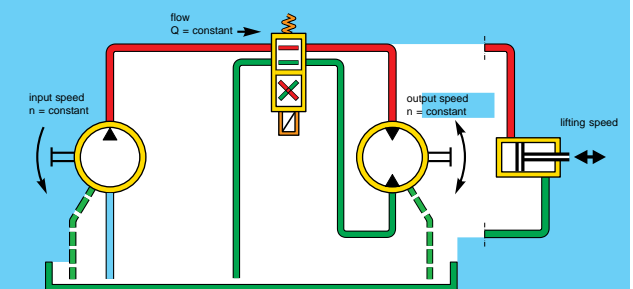 flow
Q = constant
input speed
n = constant
output speed
n = constant
lifting speed